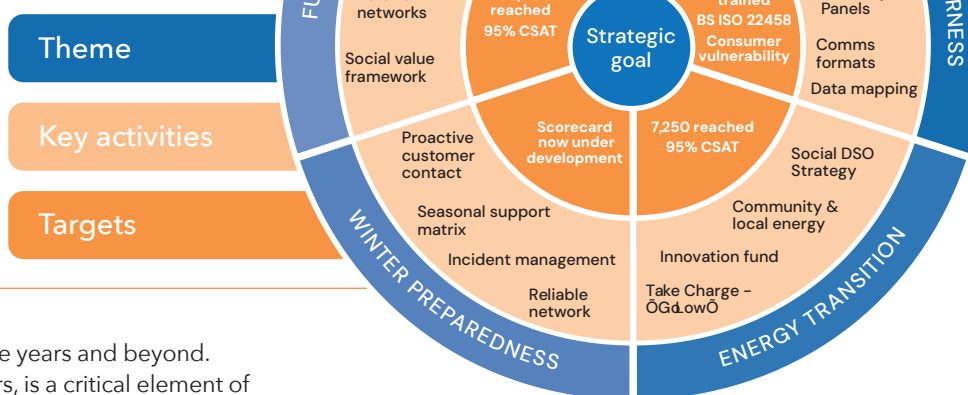 Theme
Key activities
Targets
networks
Social value
framework
reached
95% CSAT
Strategic
goal
trained
BS ISO 22458
Consumer
vulnerability
Panels
Comms
formats
Data mapping
Proactive
customer
contact
Seasonal support
matrix
Incident management
Reliable
network
Scorecard
now under
development
7,250 reached
95% CSAT
Social DSO
Strategy
Community &
local energy
Innovation fund
Take Charge –
ÕGoLowÕ
WINTER PREPAREDNESS
ENERGY TRANSITION
FU
RNESS
e years and beyond.
rs, is a critical element of